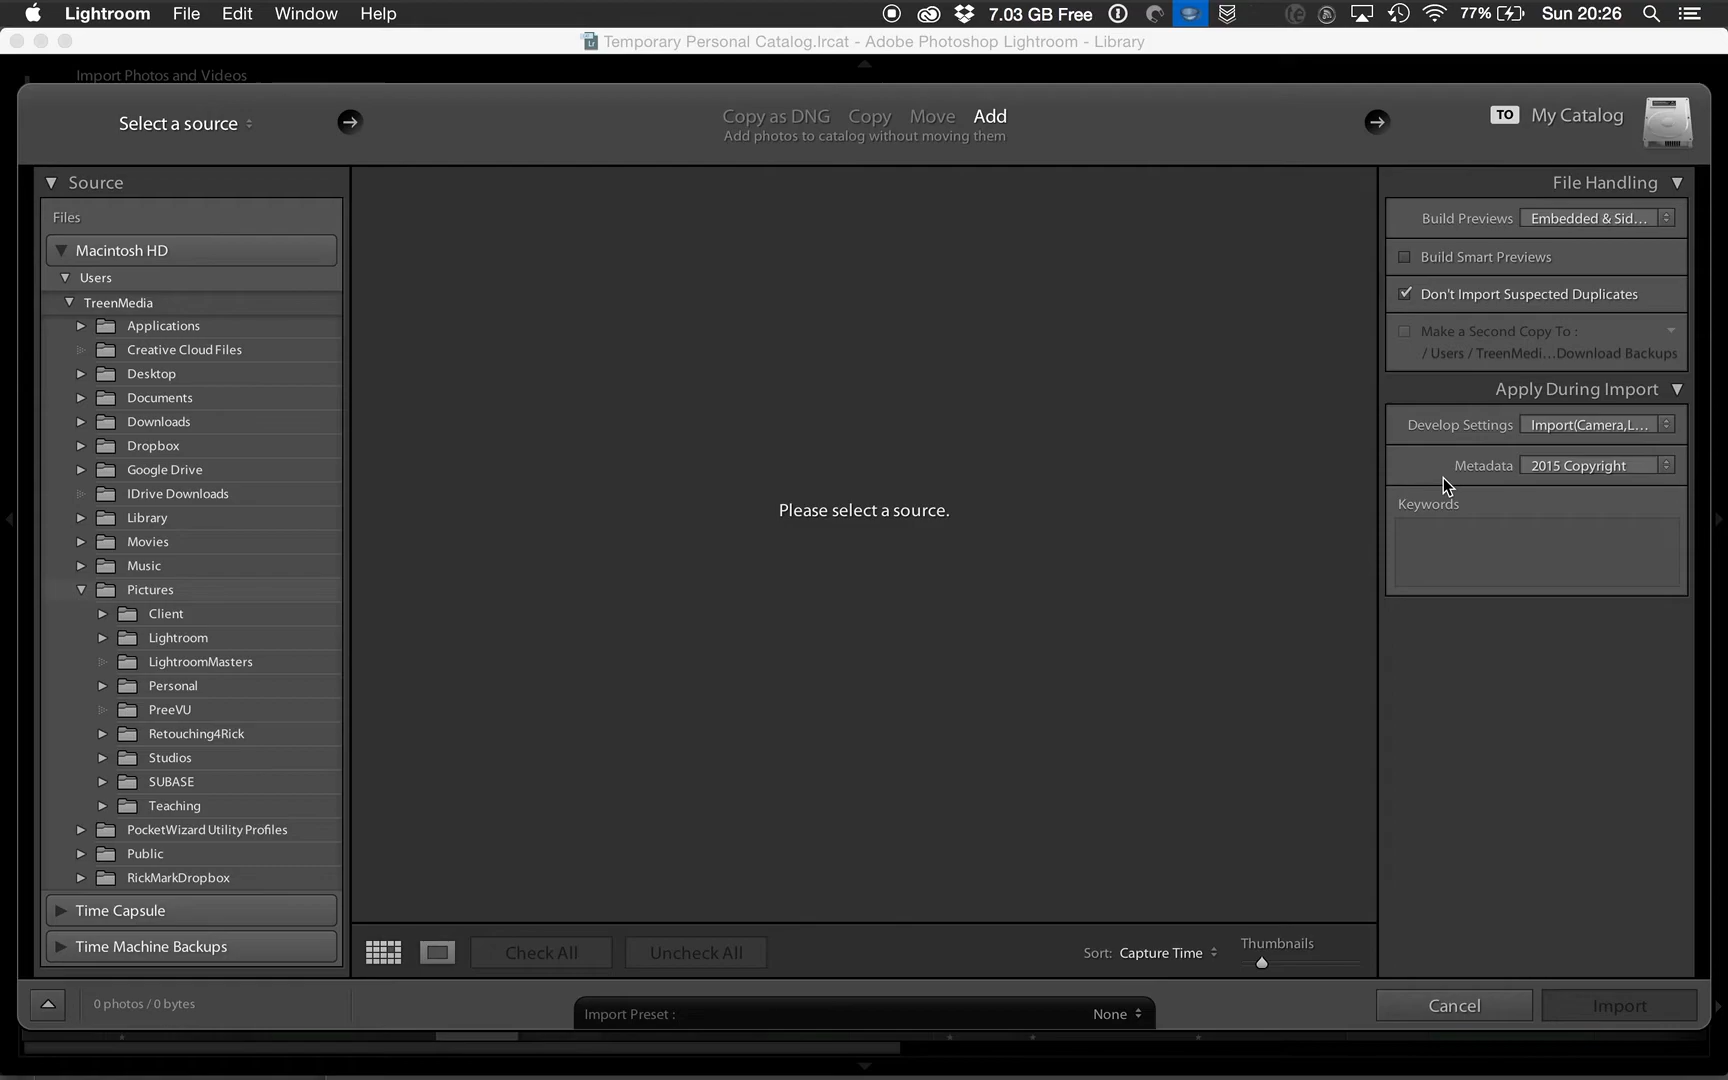 Lightroom File Edit Window Help 7.03 GB Free 77% Sun 20:26
Temporary Personal Catalog.lrcat - Adobe Photoshop Lightroom - Library
Import Photos and Videos
Select a source
Copy as DNG Copy Move Add
Add photos to catalog without moving them
TO My Catalog
Source
Files
Macintosh HD
Users
TreenMedia
Applications
Creative Cloud Files
Desktop
Documents
Downloads
Dropbox
Google Drive
IDrive Downloads
Library
Movies
Music
Pictures
Client
Lightroom
LightroomMasters
Personal
PreeVU
Retouching4Rick
Studios
SUBASE
Teaching
PocketWizard Utility Profiles
Public
RickMarkDropbox
Time Capsule
Time Machine Backups
Please select a source.
File Handling
Build Previews Embedded & Sid...
Build Smart Previews
Don't Import Suspected Duplicates
Make a Second Copy To :
/ Users / TreenMedi...Download Backups
Apply During Import
Develop Settings Import(Camera,L...
Metadata 2015 Copyright
Keywords
Check All Uncheck All Sort: Capture Time Thumbnails
0 photos / 0 bytes
Import Preset : None
Cancel Import